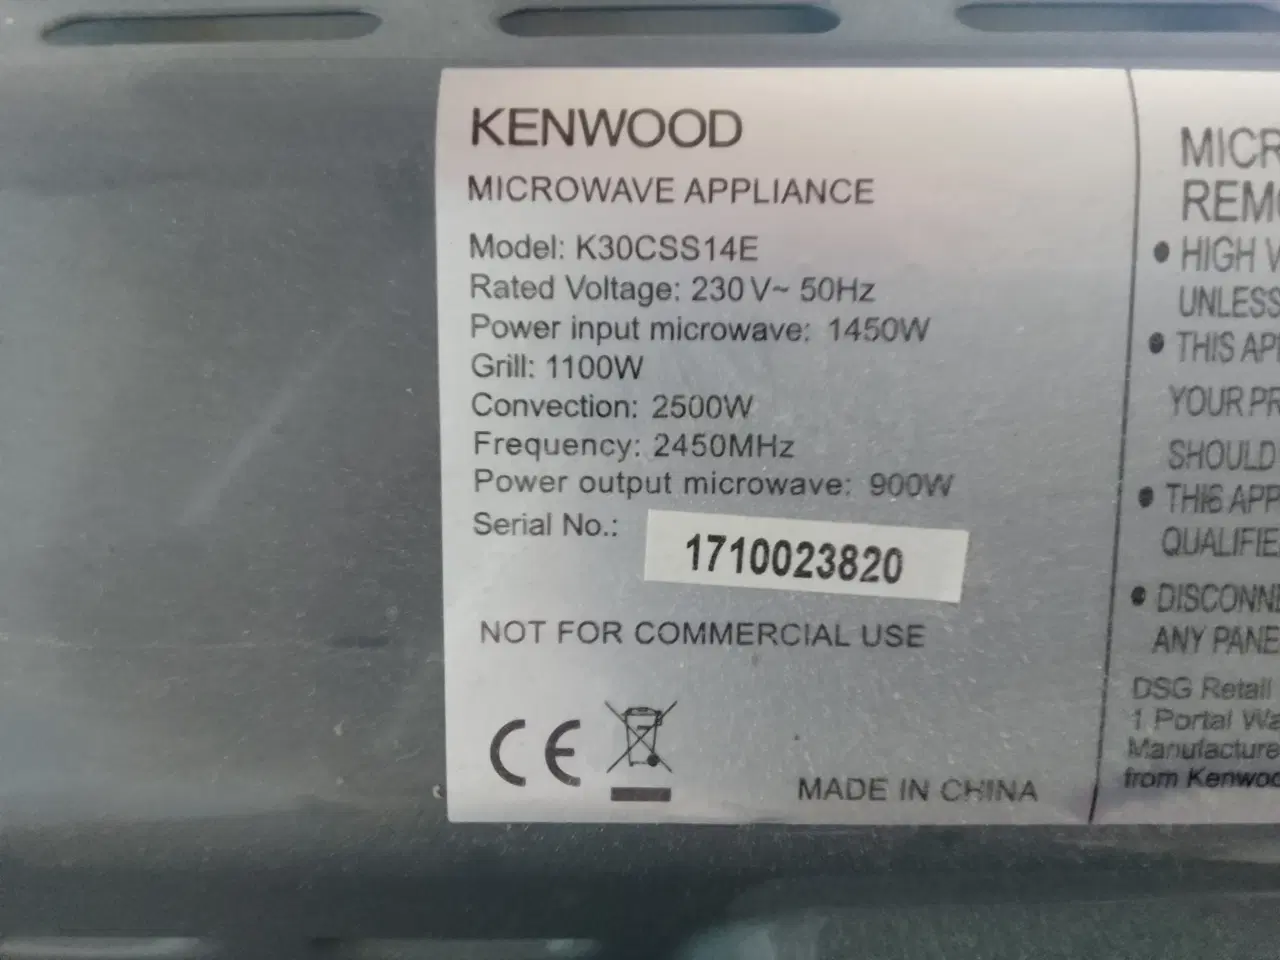 KENWOOD
MICROWAVE APPLIANCE
Model: K30CSS14E
Rated Voltage: 230V~ 50Hz
Power input microwave: 1450W
Grill: 1100W
Convection: 2500W
Frequency: 2450MHz
Power output microwave: 900W
Serial No.: 1710023820
NOT FOR COMMERCIAL USE
CE
MADE IN CHINA
MICR
REM
• HIGH V
UNLESS
• THIS APP
YOUR PR
SHOULD
• THIS APP
QUALIFIE
• DISCONN
ANY PANE
DSG Retail
1 Portal Wa
Manufacture
from Kenwoo